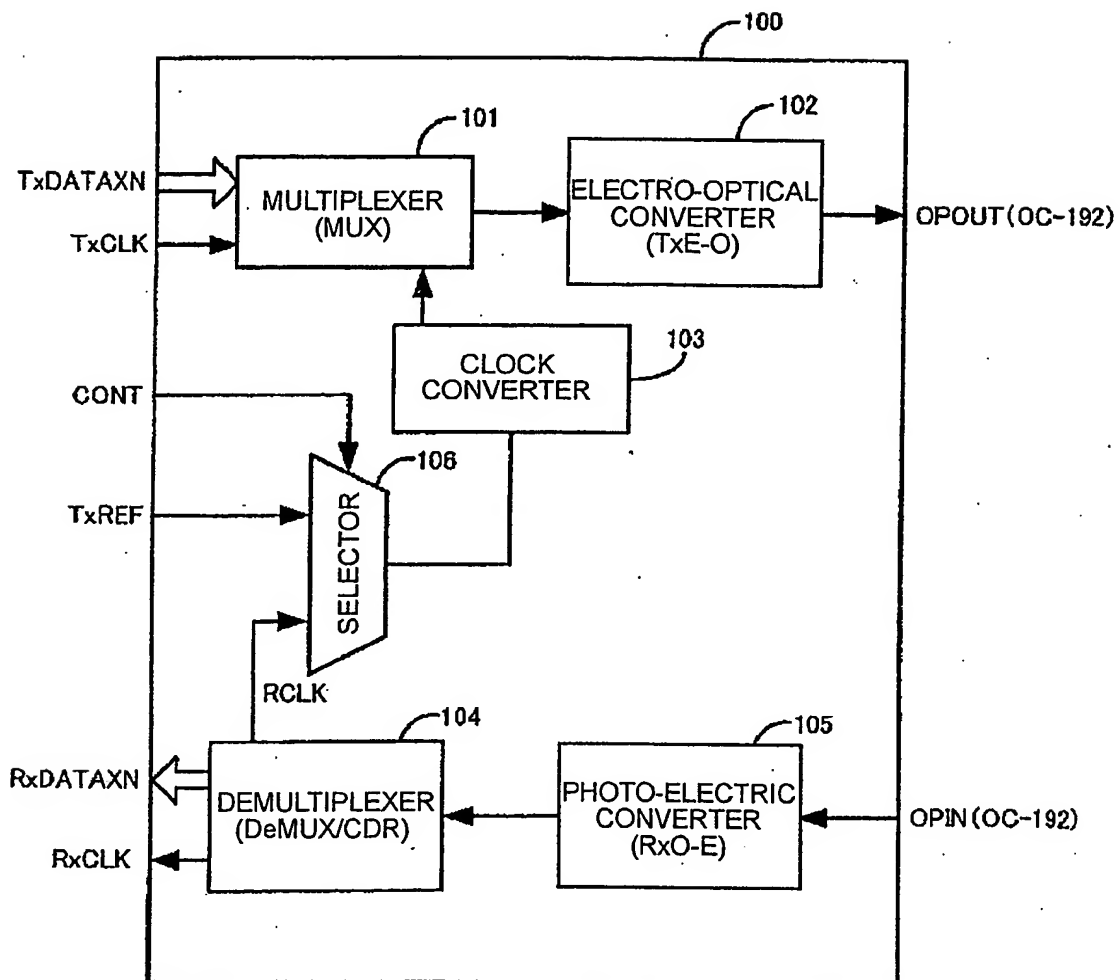 100
101
102
TxDATAXN
MULTIPLEXER
(MUX)
ELECTRO-OPTICAL
CONVERTER
(TxE-O)
OPOUT(OC-192)
TxCLK
103
CLOCK
CONVERTER
CONT
106
TxREF
SELECTOR
RCLK
104
105
RxDATAXN
DEMULTIPLEXER
(DeMUX/CDR)
PHOTO-ELECTRIC
CONVERTER
(RxO-E)
OPIN(OC-192)
RxCLK